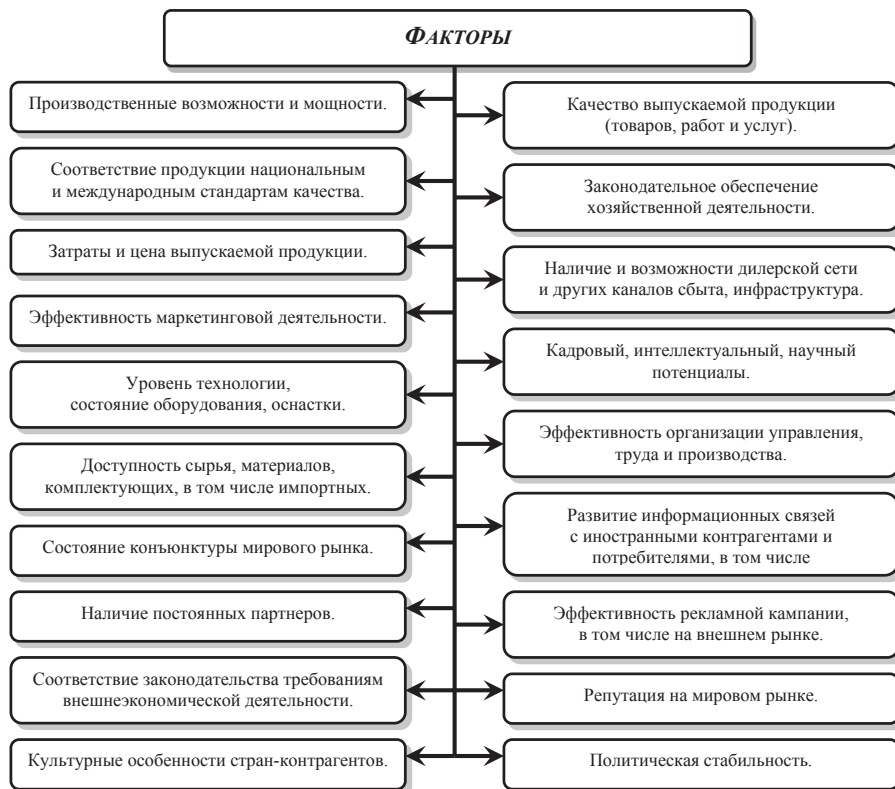 ФАКТОРЫ
Производственные возможности и мощности.
Соответствие продукции национальным
и международным стандартам качества.
Затраты и цена выпускаемой продукции.
Эффективность маркетинговой деятельности.
Уровень технологии,
состояние оборудования, оснастки.
Доступность сырья, материалов,
комплектующих, в том числе импортных.
Состояние конъюнктуры мирового рынка.
Наличие постоянных партнеров.
Соответствие законодательства требованиям
внешнеэкономической деятельности.
Культурные особенности стран-контрагентов.
Качество выпускаемой продукции
(товаров, работ и услуг).
Законодательное обеспечение
хозяйственной деятельности.
Наличие и возможности дилерской сети
и других каналов сбыта, инфраструктура.
Кадровый, интеллектуальный, научный
потенциалы.
Эффективность организации управления,
труда и производства.
Развитие информационных связей
с иностранными контрагентами и
потребителями, в том числе
Эффективность рекламной кампании,
в том числе на внешнем рынке.
Репутация на мировом рынке.
Политическая стабильность.